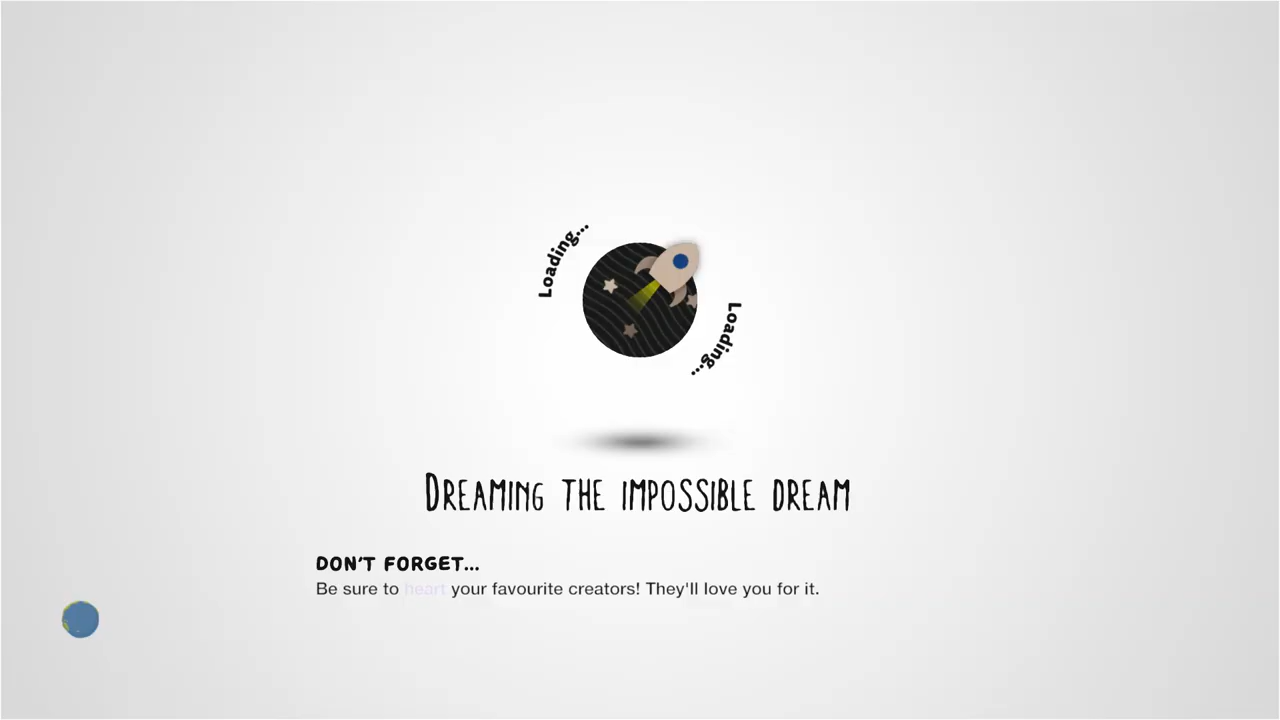 Loading...
Loading...
Dreaming the impossible dream
Don't forget...
Be sure to heart your favourite creators! They'll love you for it.